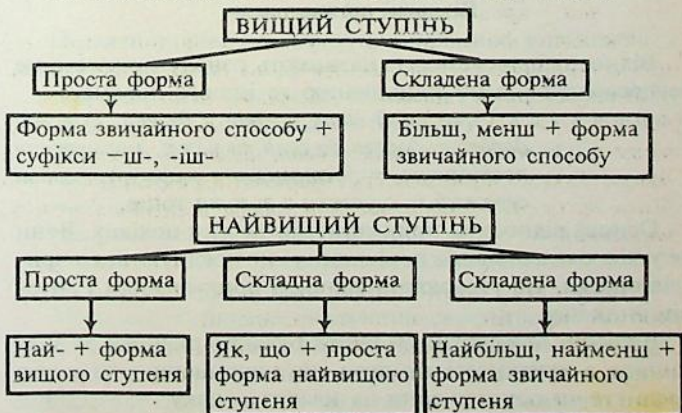 ВИЩИЙ СТУПІНЬ
Проста форма
Складена форма
Форма звичайного способу +
суфікси –ш-, -іш-
Більш, менш + форма
звичайного способу
НАЙВИЩИЙ СТУПІНЬ
Проста форма
Складна форма
Складена форма
Най- + форма
вищого ступеня
Як, що + проста
форма найвищого
ступеня
Найбільш, найменш +
форма звичайного
ступеня